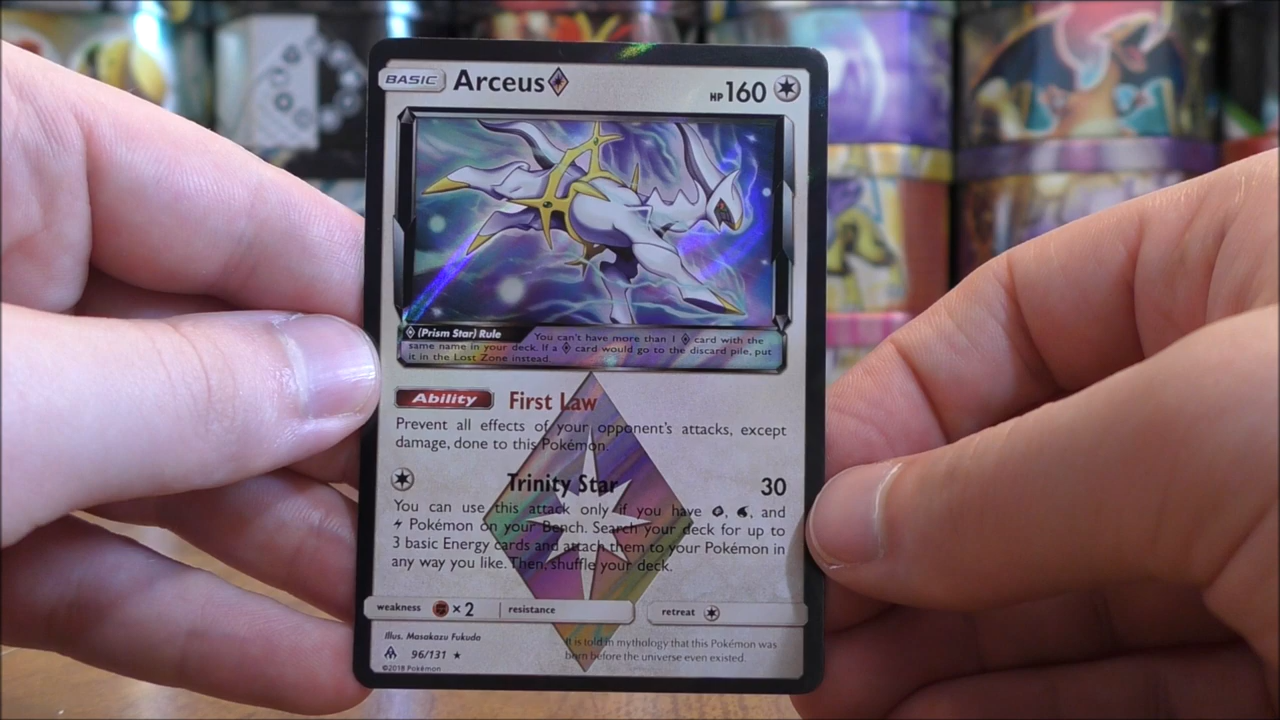 BASIC Arceus HP 160
(Prism Star) Rule You can't have more than 1 card with the
same name in your deck. If a card would go to the discard pile, put
it in the Lost Zone instead.
Ability First Law
Prevent all effects of your opponent's attacks, except
damage, done to this Pokémon.
Trinity Star 30
You can use this attack only if you have , , and
Pokémon on your Bench. Search your deck for up to
3 basic Energy cards and attach them to your Pokémon in
any way you like. Then, shuffle your deck.
weakness ×2 resistance retreat
Illus. Masakazu Fukuda
96/131
©2018 Pokémon
It is told in mythology that this Pokémon was
born before the universe even existed.